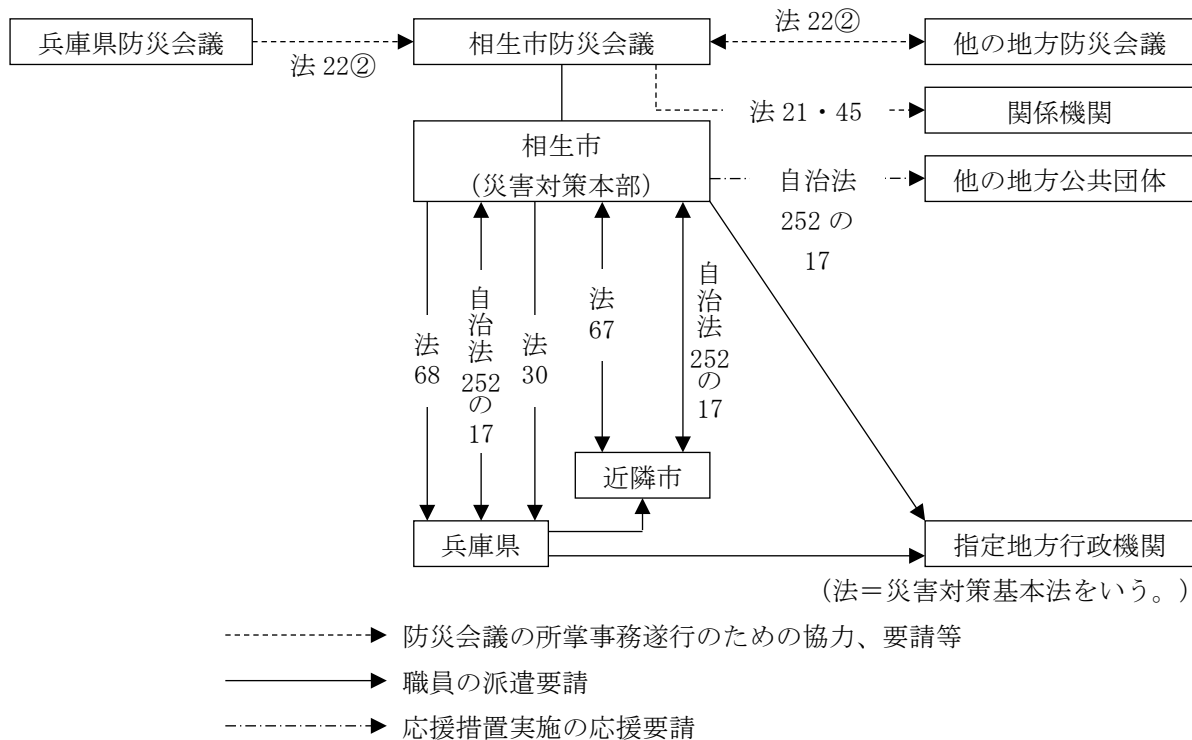 兵庫県防災会議
法 22②
相生市防災会議
法 22②
他の地方防災会議
法 21・45
関係機関
相生市
（災害対策本部）
自治法
252 の
17
他の地方公共団体
法
68
自治法
252
の
17
法
30
法
67
自治法
252
の
17
近隣市
兵庫県
指定地方行政機関
（法＝災害対策基本法をいう。）
防災会議の所掌事務遂行のための協力、要請等
職員の派遣要請
応援措置実施の応援要請